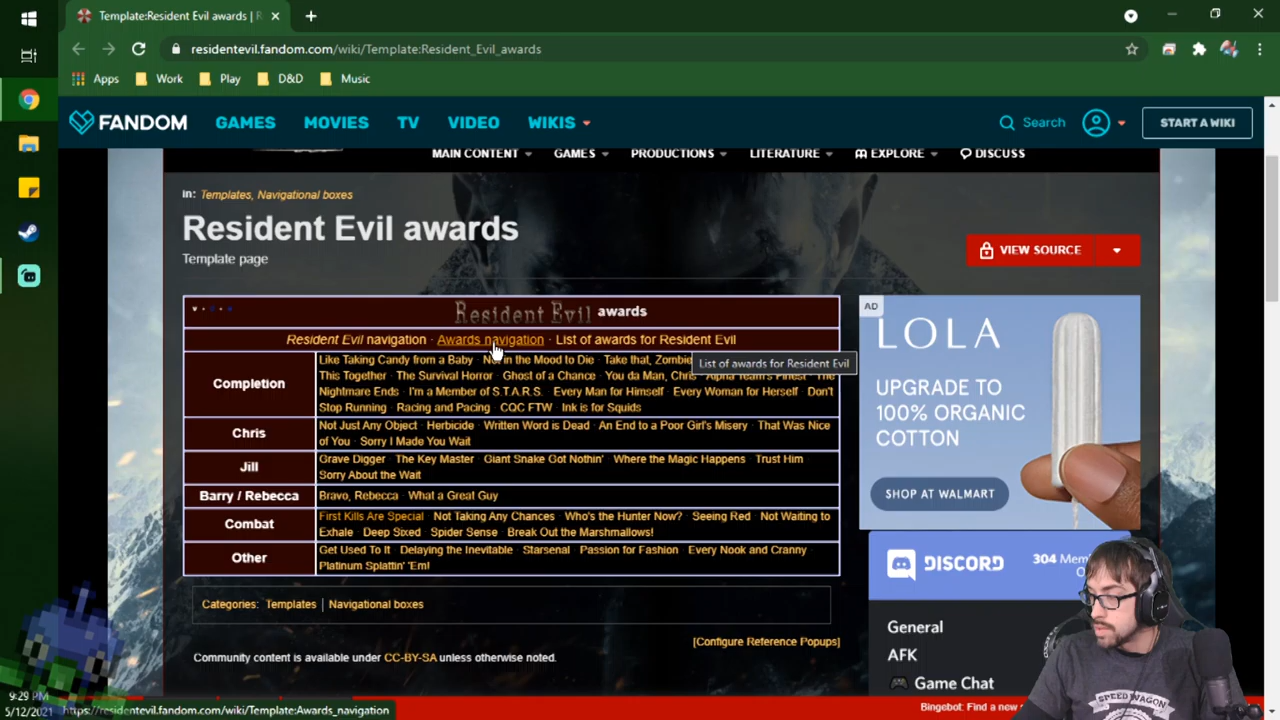 Template:Resident Evil awards | R
residentevil.fandom.com/wiki/Template:Resident_Evil_awards
Apps Work Play D&D Music
FANDOM GAMES MOVIES TV VIDEO WIKIS Search START A WIKI
MAIN CONTENT GAMES PRODUCTIONS LITERATURE EXPLORE DISCUSS
in: Templates, Navigational boxes
Resident Evil awards
Template page
VIEW SOURCE
Resident Evil awards
Resident Evil navigation · Awards navigation · List of awards for Resident Evil
List of awards for Resident Evil
Completion
Like Taking Candy from a Baby · Not in the Mood to Die · Take that, Zombie
This Together · The Survival Horror · Ghost of a Chance · You da Man, Chris · Alpha Team's Finest · The
Nightmare Ends · I'm a Member of S.T.A.R.S. · Every Man for Himself · Every Woman for Herself · Don't
Stop Running · Racing and Pacing · CQC FTW · Ink is for Squids
Chris
Not Just Any Object · Herbicide · Written Word is Dead · An End to a Poor Girl's Misery · That Was Nice
of You · Sorry I Made You Wait
Jill
Grave Digger · The Key Master · Giant Snake Got Nothin' · Where the Magic Happens · Trust Him
Sorry About the Wait
Barry / Rebecca
Bravo, Rebecca · What a Great Guy
Combat
First Kills Are Special · Not Taking Any Chances · Who's the Hunter Now? · Seeing Red · Not Waiting to
Exhale · Deep Sixed · Spider Sense · Break Out the Marshmallows!
Other
Get Used To It · Delaying the Inevitable · Starsenal · Passion for Fashion · Every Nook and Cranny
Platinum Splattin' 'Em!
Categories: Templates | Navigational boxes
[Configure Reference Popups]
Community content is available under CC-BY-SA unless otherwise noted.
AD
LOLA
UPGRADE TO
100% ORGANIC
COTTON
SHOP AT WALMART
DISCORD 304
General
AFK
Game Chat
Bingebot: Find a new
SPEED WAGON
9:29 PM
5/12/2021
https://residentevil.fandom.com/wiki/Template:Awards_navigation